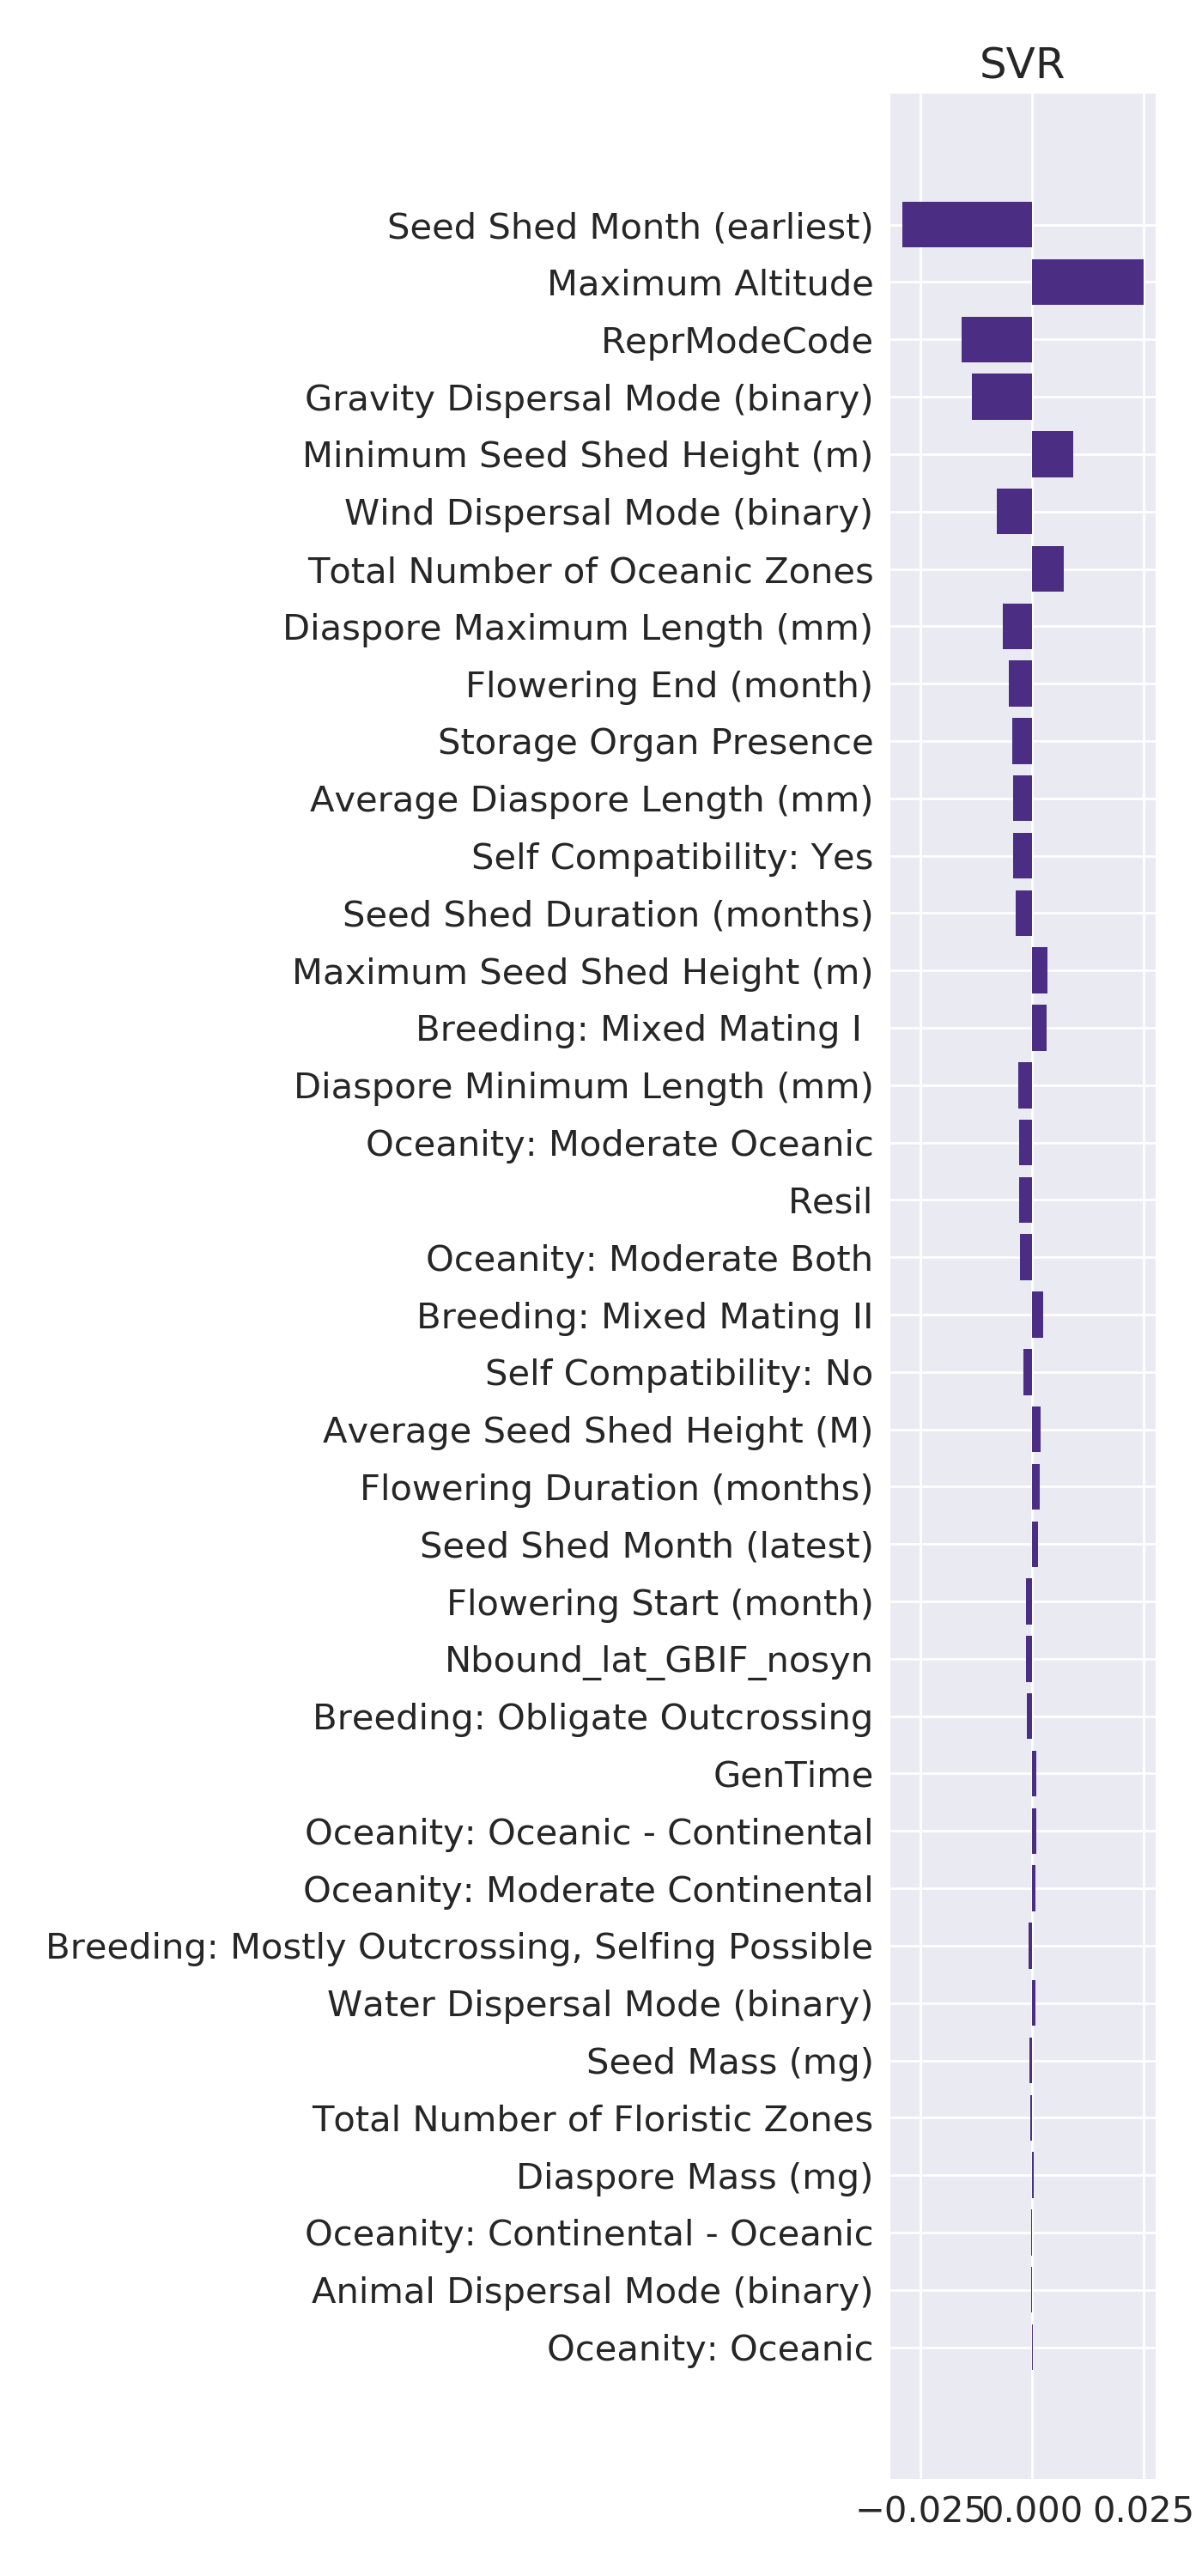 SVR
Seed Shed Month (earliest)
Maximum Altitude
ReprModeCode
Gravity Dispersal Mode (binary)
Minimum Seed Shed Height (m)
Wind Dispersal Mode (binary)
Total Number of Oceanic Zones
Diaspore Maximum Length (mm)
Flowering End (month)
Storage Organ Presence
Average Diaspore Length (mm)
Self Compatibility: Yes
Seed Shed Duration (months)
Maximum Seed Shed Height (m)
Breeding: Mixed Mating I
Diaspore Minimum Length (mm)
Oceanity: Moderate Oceanic
Resil
Oceanity: Moderate Both
Breeding: Mixed Mating II
Self Compatibility: No
Average Seed Shed Height (M)
Flowering Duration (months)
Seed Shed Month (latest)
Flowering Start (month)
Nbound_lat_GBIF_nosyn
Breeding: Obligate Outcrossing
GenTime
Oceanity: Oceanic - Continental
Oceanity: Moderate Continental
Breeding: Mostly Outcrossing, Selfing Possible
Water Dispersal Mode (binary)
Seed Mass (mg)
Total Number of Floristic Zones
Diaspore Mass (mg)
Oceanity: Continental - Oceanic
Animal Dispersal Mode (binary)
Oceanity: Oceanic
−0.025 0.000 0.025